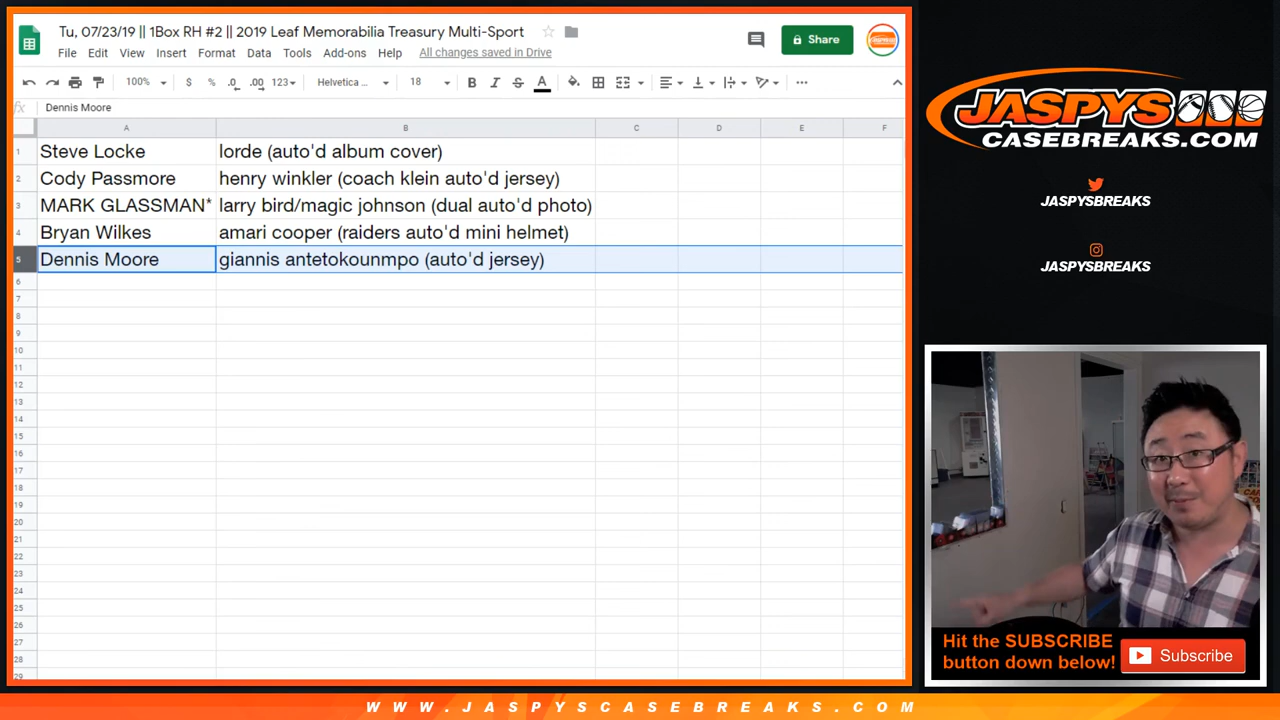 Tu, 07/23/19 || 1Box RH #2 || 2019 Leaf Memorabilia Treasury Multi-Sport
File Edit View Insert Format Data Tools Add-ons Help All changes saved in Drive
Share
100% $ % .0 .00 123 Helvetica ... 18 B I S A
fx Dennis Moore
A B C D E F
1 Steve Locke lorde (auto'd album cover)
2 Cody Passmore henry winkler (coach klein auto'd jersey)
3 MARK GLASSMAN* larry bird/magic johnson (dual auto'd photo)
4 Bryan Wilkes amari cooper (raiders auto'd mini helmet)
5 Dennis Moore giannis antetokounmpo (auto'd jersey)
6
7
8
9
10
11
12
13
14
15
16
17
18
19
20
21
22
23
24
25
26
27
28
29
JASPYS
CASEBREAKS.COM
JASPYSBREAKS
JASPYSBREAKS
Hit the SUBSCRIBE
button down below!
Subscribe
WWW.JASPYSCASEBREAKS.COM